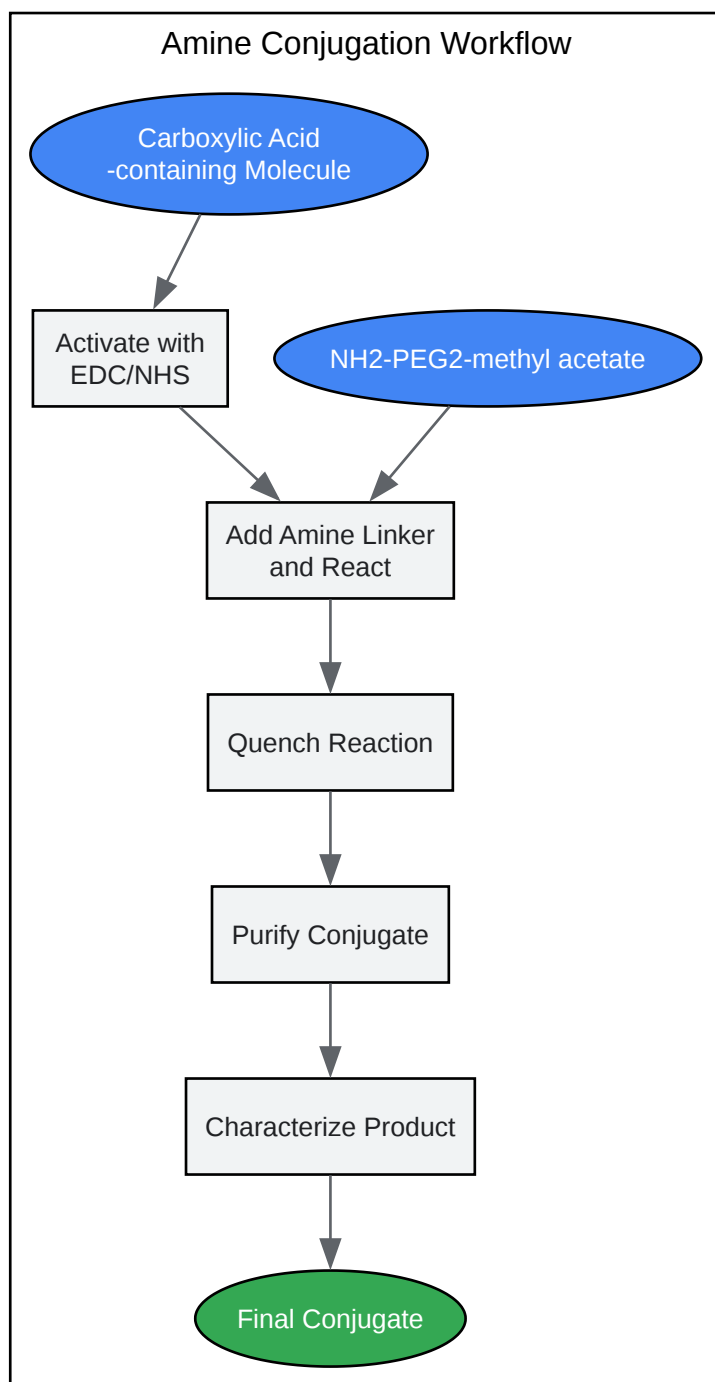 Amine Conjugation Workflow
Carboxylic Acid
-containing Molecule
Activate with
EDC/NHS
NH2-PEG2-methyl acetate
Add Amine Linker
and React
Quench Reaction
Purify Conjugate
Characterize Product
Final Conjugate